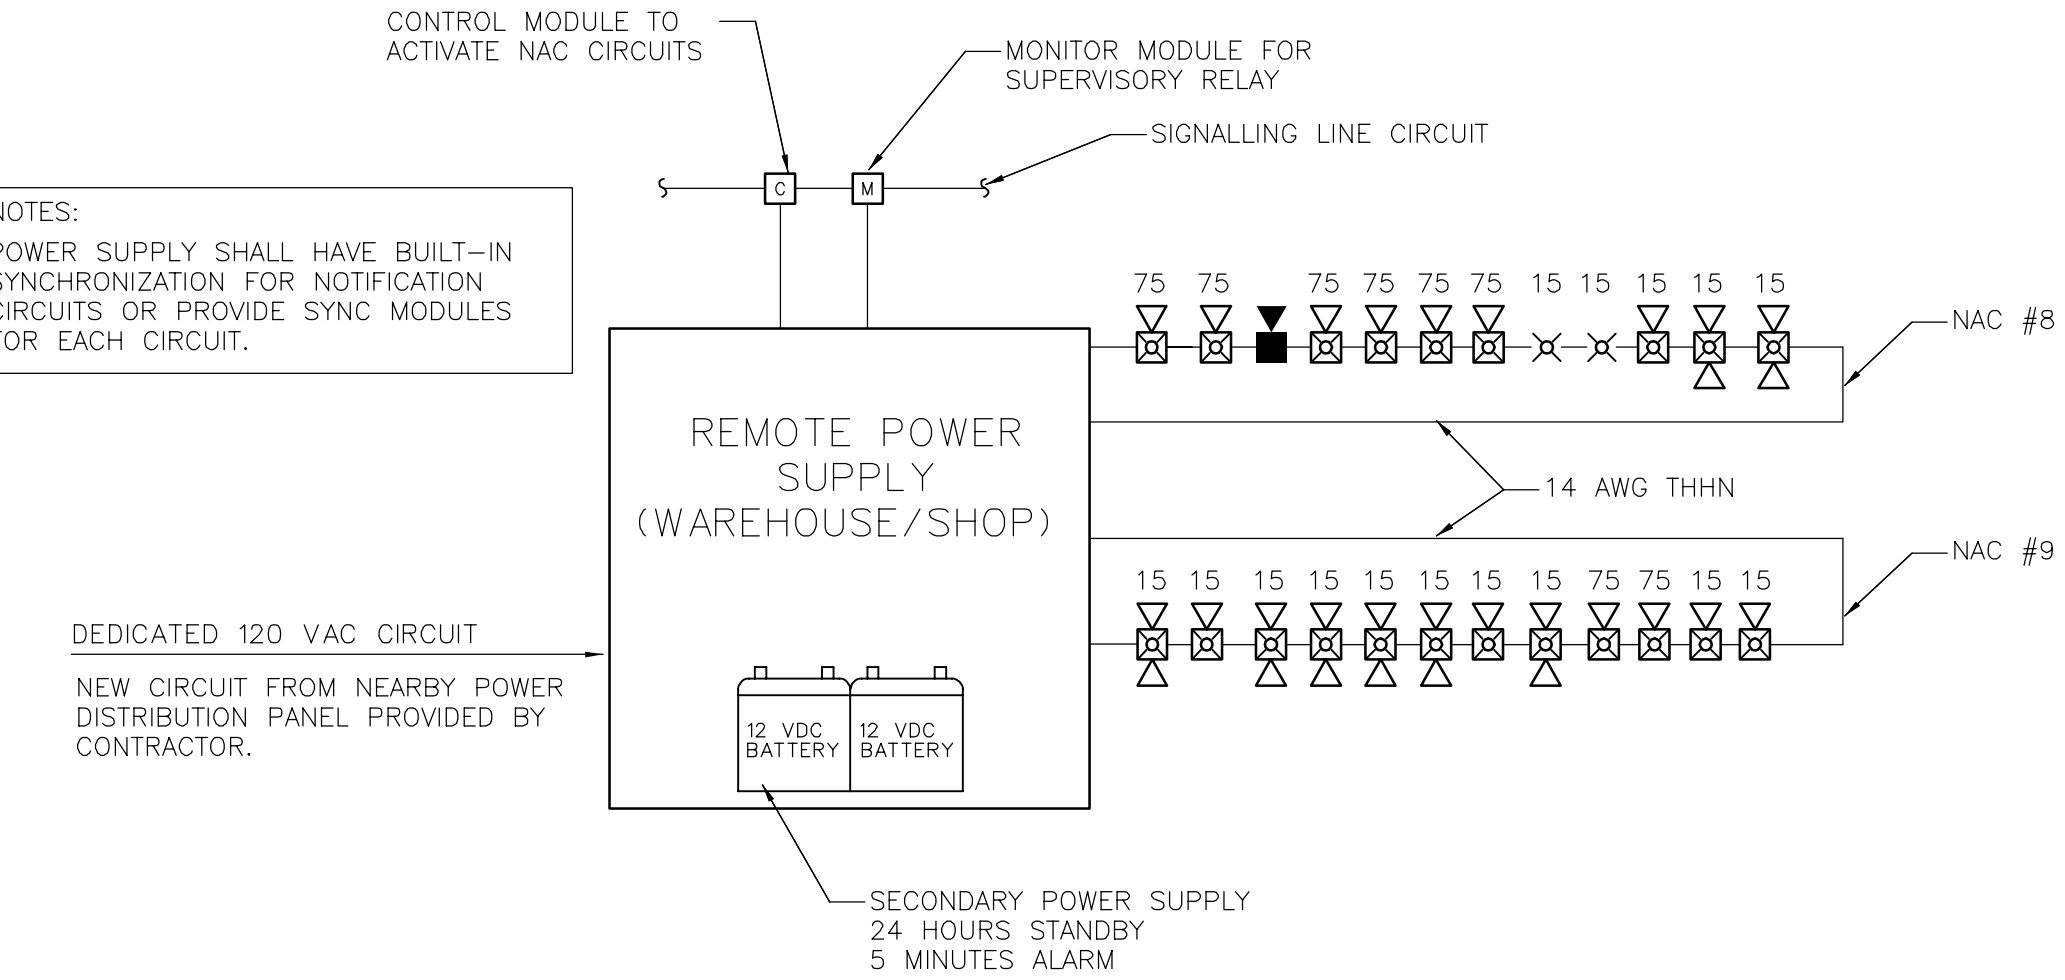 CONTROL MODULE TO
ACTIVATE NAC CIRCUITS
MONITOR MODULE FOR
SUPERVISORY RELAY
SIGNALLING LINE CIRCUIT
C
M
NOTES:
POWER SUPPLY SHALL HAVE BUILT-IN
SYNCHRONIZATION FOR NOTIFICATION
CIRCUITS OR PROVIDE SYNC MODULES
FOR EACH CIRCUIT.
75 75 75 75 75 75 15 15 15 15 15
NAC #8
REMOTE POWER
SUPPLY
(WAREHOUSE/SHOP)
14 AWG THHN
NAC #9
15 15 15 15 15 15 15 15 75 75 15 15
DEDICATED 120 VAC CIRCUIT
NEW CIRCUIT FROM NEARBY POWER
DISTRIBUTION PANEL PROVIDED BY
CONTRACTOR.
12 VDC
BATTERY
12 VDC
BATTERY
SECONDARY POWER SUPPLY
24 HOURS STANDBY
5 MINUTES ALARM